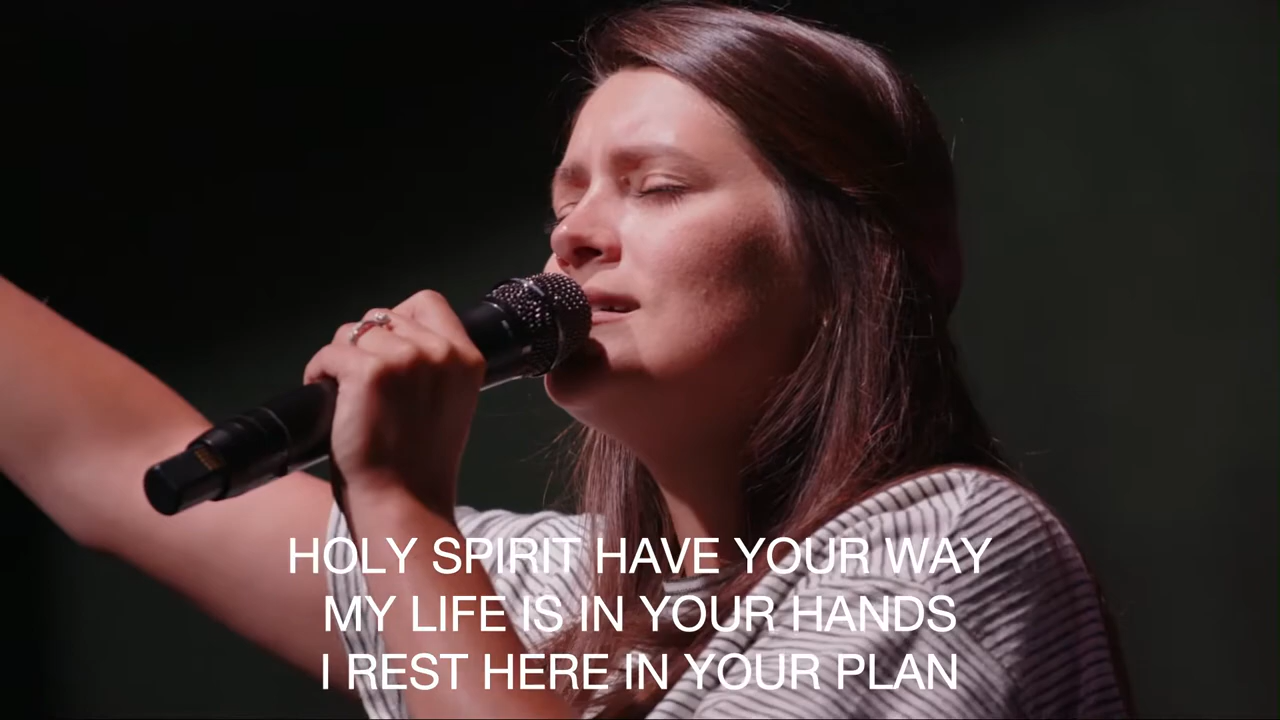 HOLY SPIRIT HAVE YOUR WAY
MY LIFE IS IN YOUR HANDS
I REST HERE IN YOUR PLAN